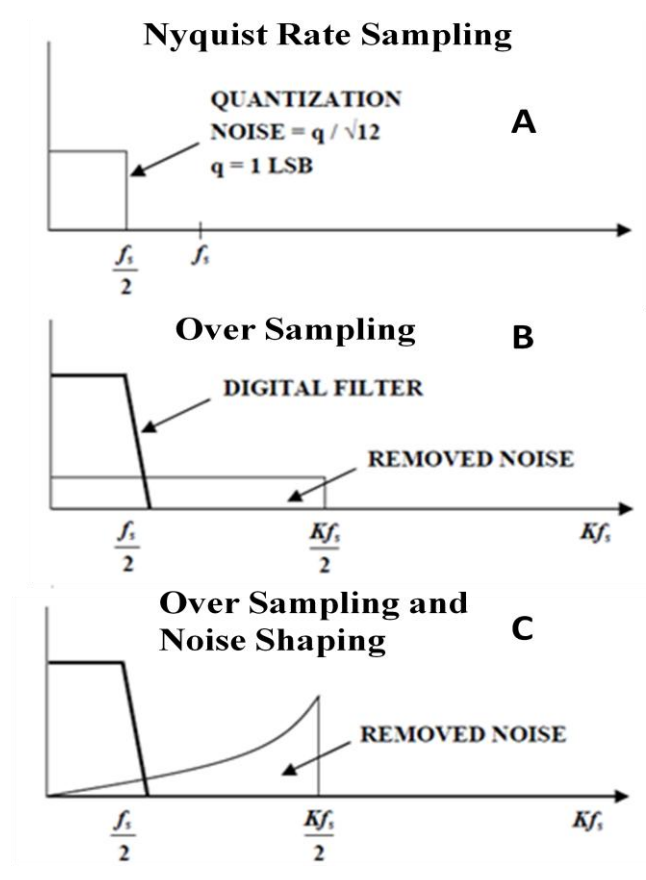 Nyquist Rate Sampling
QUANTIZATION
NOISE = q / √12
q = 1 LSB
A
fs
2
fs
Over Sampling
B
DIGITAL FILTER
REMOVED NOISE
fs
2
Kfs
2
Kfs
Over Sampling and
Noise Shaping
C
REMOVED NOISE
fs
2
Kfs
2
Kfs